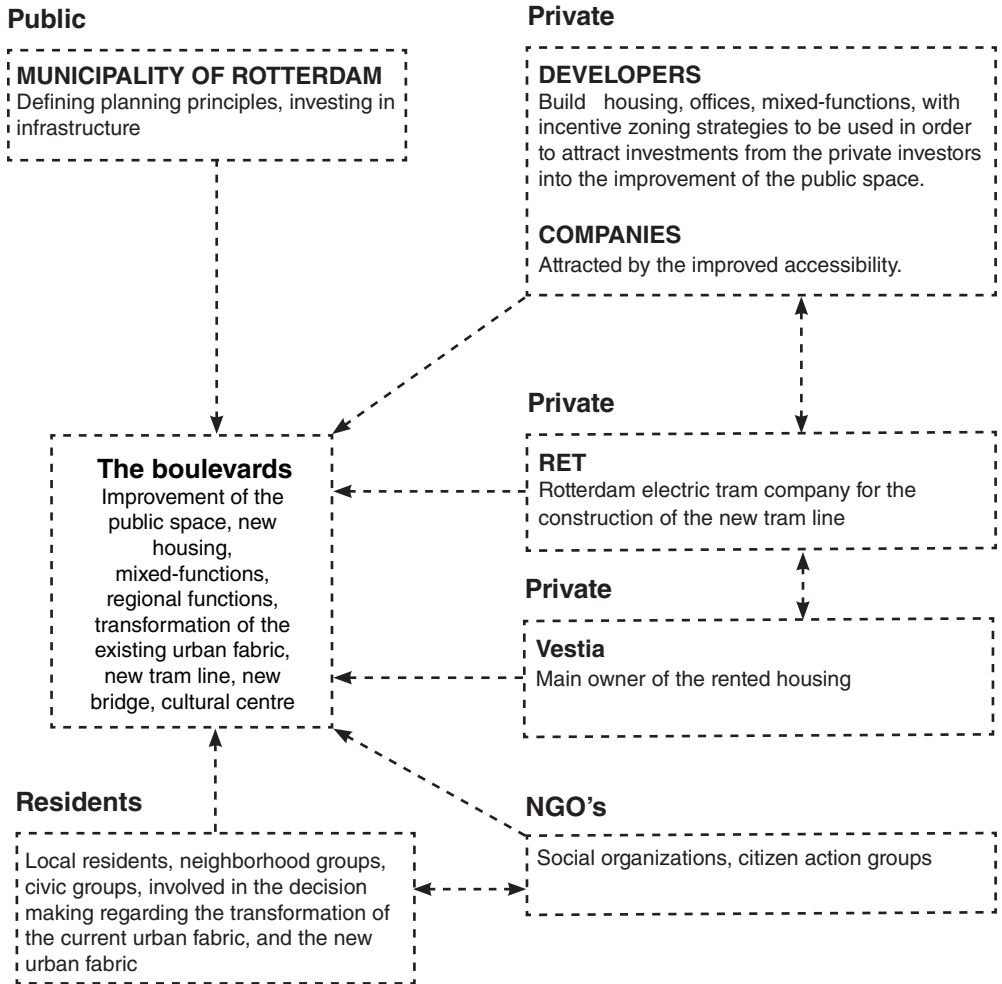 Public
MUNICIPALITY OF ROTTERDAM
Defining planning principles, investing in
infrastructure
Private
DEVELOPERS
Build housing, offices, mixed-functions, with
incentive zoning strategies to be used in order
to attract investments from the private investors
into the improvement of the public space.
COMPANIES
Attracted by the improved accessibility.
The boulevards
Improvement of the
public space, new
housing,
mixed-functions,
regional functions,
transformation of the
existing urban fabric,
new tram line, new
bridge, cultural centre
Private
RET
Rotterdam electric tram company for the
construction of the new tram line
Private
Vestia
Main owner of the rented housing
Residents
Local residents, neighborhood groups,
civic groups, involved in the decision
making regarding the transformation of
the current urban fabric, and the new
urban fabric
NGO's
Social organizations, citizen action groups